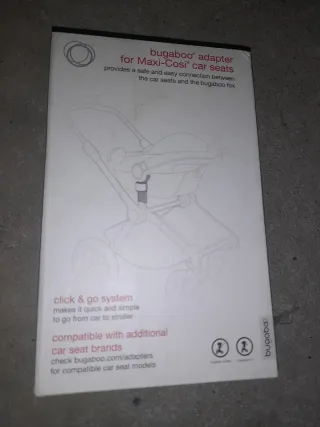 bugaboo® adapter
for Maxi-Cosi® car seats
provides a safe and easy connection between
the car seats and the bugaboo fox
click & go system
makes it quick and simple
to go from car to stroller
compatible with additional
car seat brands
check bugaboo.com/adapters
for compatible car seat models
bugaboo